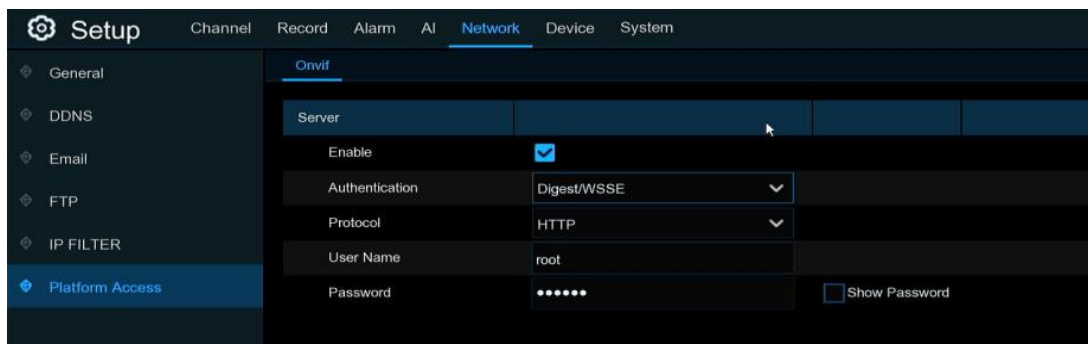 Setup Channel Record Alarm AI Network Device System
General
DDNS
Email
FTP
IP FILTER
Platform Access
Onvif
Server
Enable
Authentication Digest/WSSE
Protocol HTTP
User Name root
Password •••••• Show Password